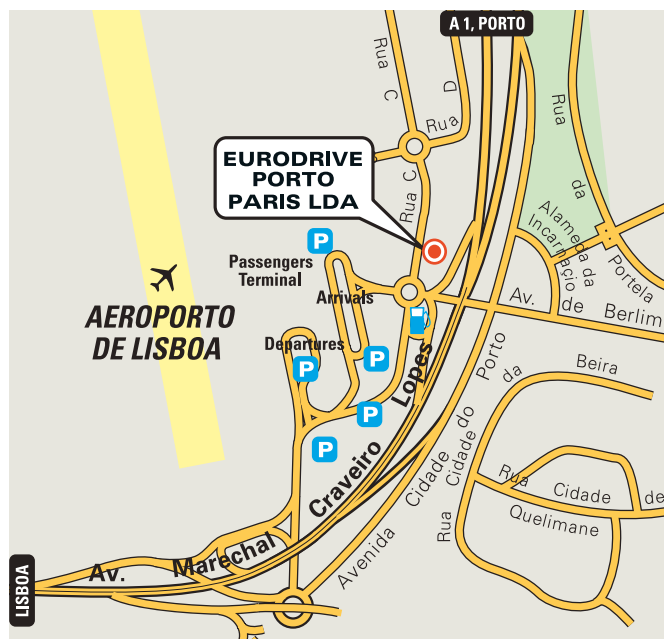 A 1, PORTO
Rua C
Rua D
Rua da Portela
EURODRIVE
PORTO
PARIS LDA
Rua C
Alameda da
Incarnaçio
P
Passengers
Terminal
Arrivals
Av. de Berlim
AEROPORTO
DE LISBOA
Departures
P
P
P
P
Av. Marechal Craveiro Lopes
Avenida Cidade do Porto
Rua Cidade da Beira
Rua Cidade de
Quelimane
LISBOA